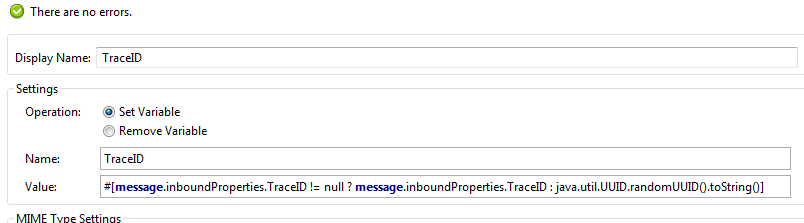 There are no errors.
Display Name: TraceID
Settings
Operation: Set Variable
Remove Variable
Name: TraceID
Value: #[message.inboundProperties.TraceID != null ? message.inboundProperties.TraceID : java.util.UUID.randomUUID().toString()]
MIME Type Settings